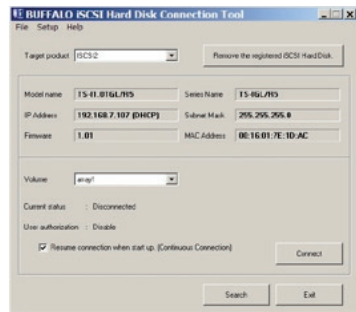 BUFFALO iSCSI Hard Disk Connection Tool
File Setup Help
Target product iSCSI-2 Remove the registered iSCSI Hard Disk.
Model name TS-I1.0TGL/R5 Series Name TS-IGL/R5
IP Address 192.168.7.107 (DHCP) Subnet Mask 255.255.255.0
Firmware 1.01 MAC Address 00:16:01:7E:1D:AC
Volume array1
Current status : Disconnected
User authorization : Disable
Resume connection when start up. (Continuous Connection)
Connect
Search Exit